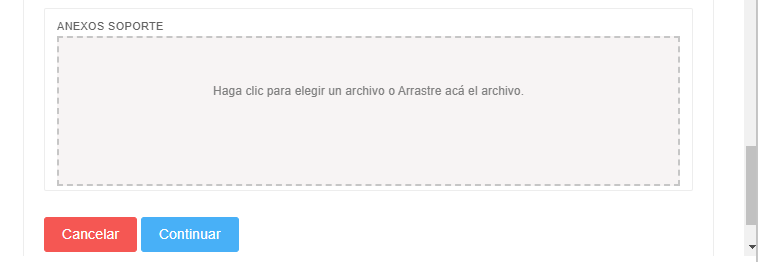 ANEXOS SOPORTE
Haga clic para elegir un archivo o Arrastre acá el archivo.
Cancelar Continuar